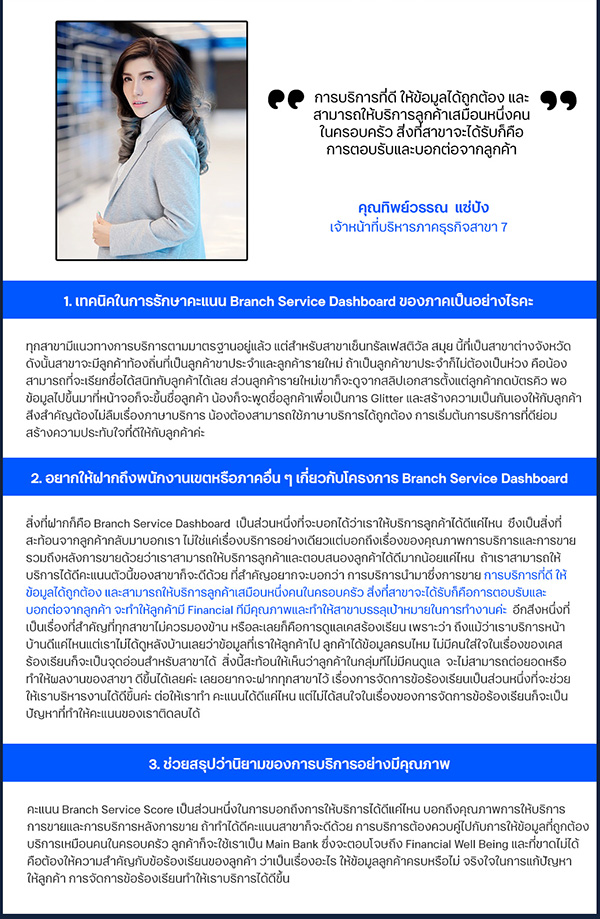 การบริการที่ดี ให้ข้อมูลได้ถูกต้อง และ
สามารถให้บริการลูกค้าเสมือนหนึ่งคน
ในครอบครัว สิ่งที่สาขาจะได้รับก็คือ
การตอบรับและบอกต่อจากลูกค้า
คุณทิพย์วรรณ แซ่ปัง
เจ้าหน้าที่บริหารภาคธุรกิจสาขา 7
1. เทคนิคในการรักษาคะแนน Branch Service Dashboard ของภาคเป็นอย่างไรคะ
ทุกสาขามีแนวทางการบริการตามมาตรฐานอยู่แล้ว แต่สำหรับสาขาเซ็นทรัลเฟสติวัล สมุย นี้ที่เป็นสาขาต่างจังหวัด
ดังนั้นสาขาจะมีลูกค้าท้องถิ่นที่เป็นลูกค้าขาประจำและลูกค้ารายใหม่ ถ้าเป็นลูกค้าขาประจำก็ไม่ต้องเป็นห่วง คือน้อง
สามารถที่จะเรียกชื่อได้สนิทกับลูกค้าได้เลย ส่วนลูกค้ารายใหม่เขาก็จะดูจากสลิปเอกสารตั้งแต่ลูกค้ากดบัตรคิว พอ
ข้อมูลไปขึ้นมาที่หน้าจอก็จะขึ้นชื่อลูกค้า น้องก็จะพูดชื่อลูกค้าเพื่อเป็นการ Glitter และสร้างความเป็นกันเองให้กับลูกค้า
สิ่งสำคัญต้องไม่ลืมเรื่องภาษาบริการ น้องต้องสามารถใช้ภาษาบริการได้ถูกต้อง การเริ่มต้นการบริการที่ดีย่อม
สร้างความประทับใจที่ดีให้กับลูกค้าค่ะ
2. อยากให้ฝากถึงพนักงานเขตหรือภาคอื่น ๆ เกี่ยวกับโครงการ Branch Service Dashboard
สิ่งที่ฝากก็คือ Branch Service Dashboard เป็นส่วนหนึ่งที่จะบอกได้ว่าเราให้บริการลูกค้าได้ดีแค่ไหน ซึ่งเป็นสิ่งที่
สะท้อนจากลูกค้ากลับมาบอกเรา ไม่ใช่แค่เรื่องบริการอย่างเดียวแต่บอกถึงเรื่องของคุณภาพการบริการและการขาย
รวมถึงหลังการขายด้วยว่าเราสามารถให้บริการลูกค้าและตอบสนองลูกค้าได้ดีมากน้อยแค่ไหน ถ้าเราสามารถให้
บริการได้ดีคะแนนตัวนี้ของสาขาก็จะดีด้วย ที่สำคัญอยากจะบอกว่า การบริการนำมาซึ่งการขาย การบริการที่ดี ให้
ข้อมูลได้ถูกต้อง และสามารถให้บริการลูกค้าเสมือนหนึ่งคนในครอบครัว สิ่งที่สาขาจะได้รับก็คือการตอบรับและ
บอกต่อจากลูกค้า จะทำให้ลูกค้ามี Financial ที่มีคุณภาพและทำให้สาขาบรรลุเป้าหมายในการทำงานค่ะ อีกสิ่งหนึ่งที่
เป็นเรื่องที่สำคัญที่ทุกสาขาไม่ควรมองข้าม หรือละเลยก็คือการดูแลเคสร้องเรียน เพราะว่า ถึงแม้ว่าเราบริการหน้า
บ้านดีแค่ไหนแต่เราไม่ได้ดูหลังบ้านเลยว่าข้อมูลที่เราให้ลูกค้าไป ลูกค้าได้ข้อมูลครบไหม ไม่มีคนใส่ใจในเรื่องของเคส
ร้องเรียนก็จะเป็นจุดอ่อนสำหรับสาขาได้ สิ่งนี้สะท้อนให้เห็นว่าลูกค้าในกลุ่มที่ไม่มีคนดูแล จะไม่สามารถต่อยอดหรือ
ทำให้ผลงานของสาขา ดีขึ้นได้เลยค่ะ เลยอยากจะฝากทุกสาขาไว้ เรื่องการจัดการข้อร้องเรียนเป็นส่วนหนึ่งที่จะช่วย
ให้เราบริหารงานได้ดีขึ้นค่ะ ต่อให้เราทำ คะแนนได้ดีแค่ไหน แต่ไม่ได้สนใจในเรื่องของการจัดการข้อร้องเรียนก็จะเป็น
ปัญหาที่ทำให้คะแนนของเราติดลบได้
3. ช่วยสรุปว่านิยามของการบริการอย่างมีคุณภาพ
คะแนน Branch Service Score เป็นส่วนหนึ่งในการบอกถึงการให้บริการได้ดีแค่ไหน บอกถึงคุณภาพการให้บริการ
การขายและการบริการหลังการขาย ถ้าทำได้ดีคะแนนสาขาก็จะดีด้วย การบริการต้องควบคู่ไปกับการให้ข้อมูลที่ถูกต้อง
บริการเหมือนคนในครอบครัว ลูกค้าก็จะใช้เราเป็น Main Bank ซึ่งจะตอบโจทย์ถึง Financial Well Being และที่ขาดไม่ได้
คือต้องให้ความสำคัญกับข้อร้องเรียนของลูกค้า ว่าเป็นเรื่องอะไร ให้ข้อมูลลูกค้าครบหรือไม่ จริงใจในการแก้ปัญหา
ให้ลูกค้า การจัดการข้อร้องเรียนทำให้เราบริการได้ดีขึ้น